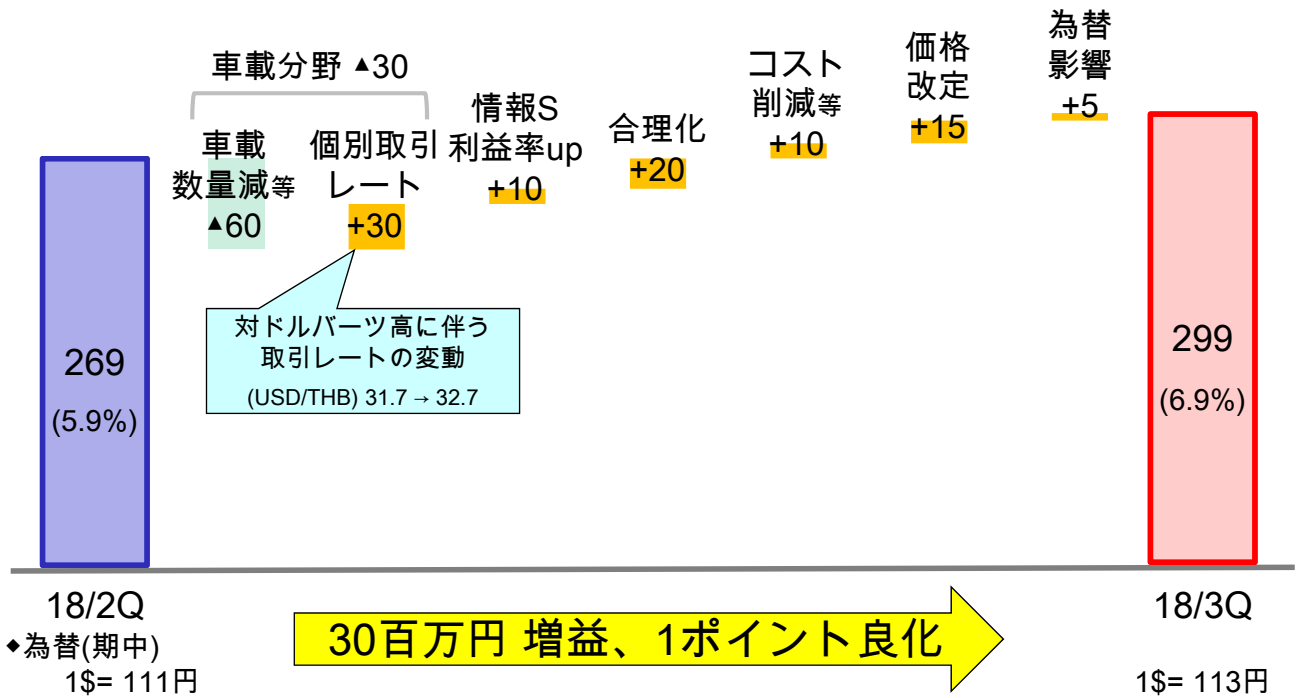 車載分野 ▲30
車載
数量減等
▲60
個別取引
レート
+30
情報S
利益率up
+10
合理化
+20
コスト
削減等
+10
価格
改定
+15
為替
影響
+5
対ドルバーツ高に伴う
取引レートの変動
(USD/THB) 31.7 → 32.7
269
(5.9%)
299
(6.9%)
18/2Q
18/3Q
◆為替(期中)
1$= 111円
30百万円 増益、1ポイント良化
1$= 113円